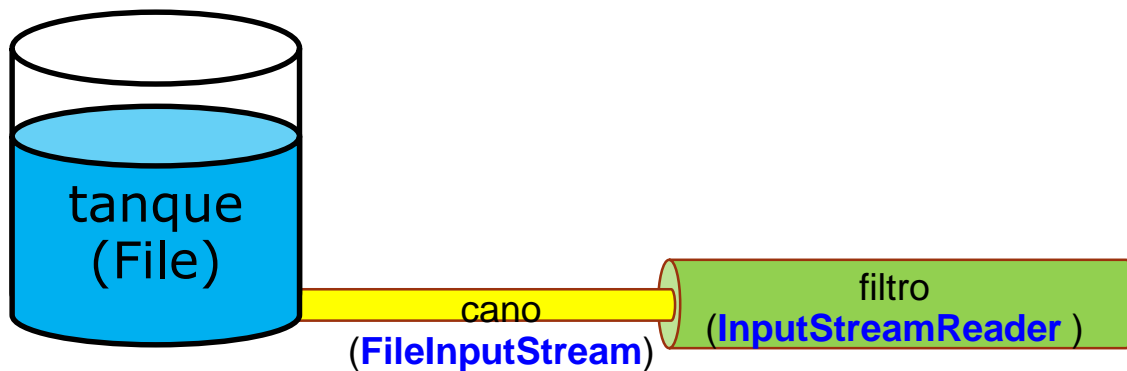 tanque
(File)
cano
(FileInputStream)
filtro
(InputStreamReader )